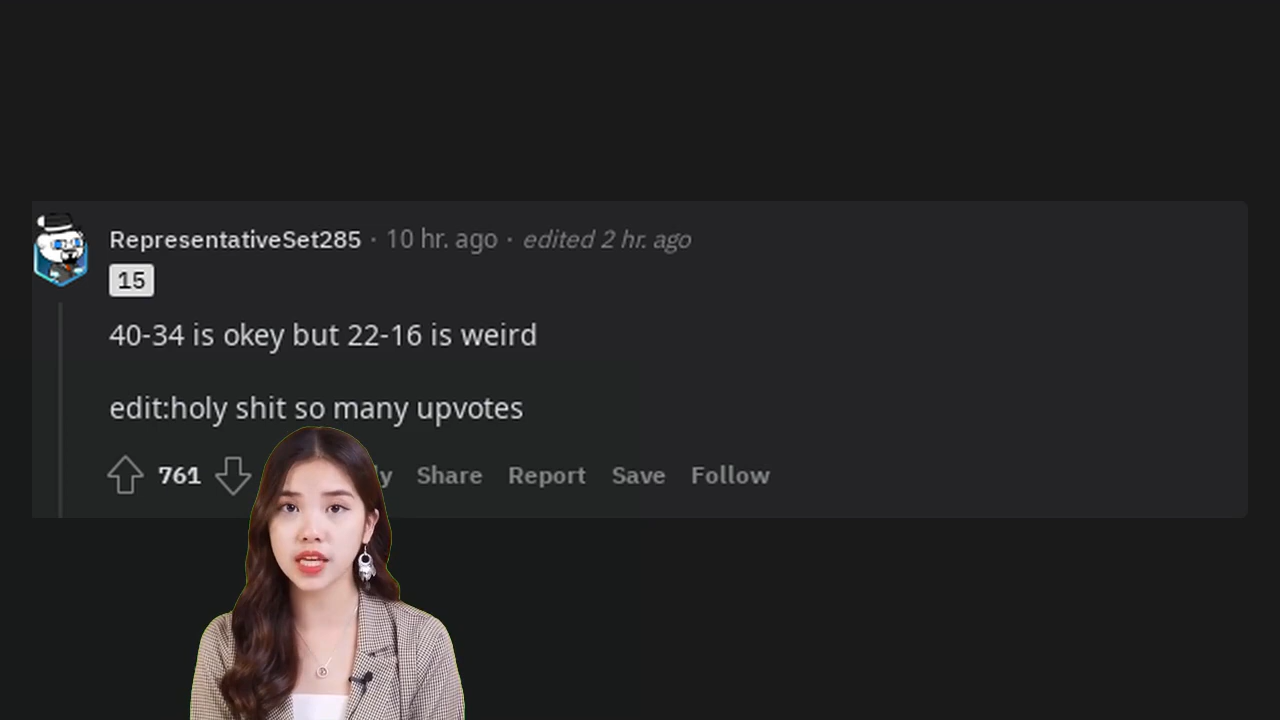 RepresentativeSet285 · 10 hr. ago · edited 2 hr. ago
15
40-34 is okey but 22-16 is weird
edit:holy shit so many upvotes
761 Share Report Save Follow